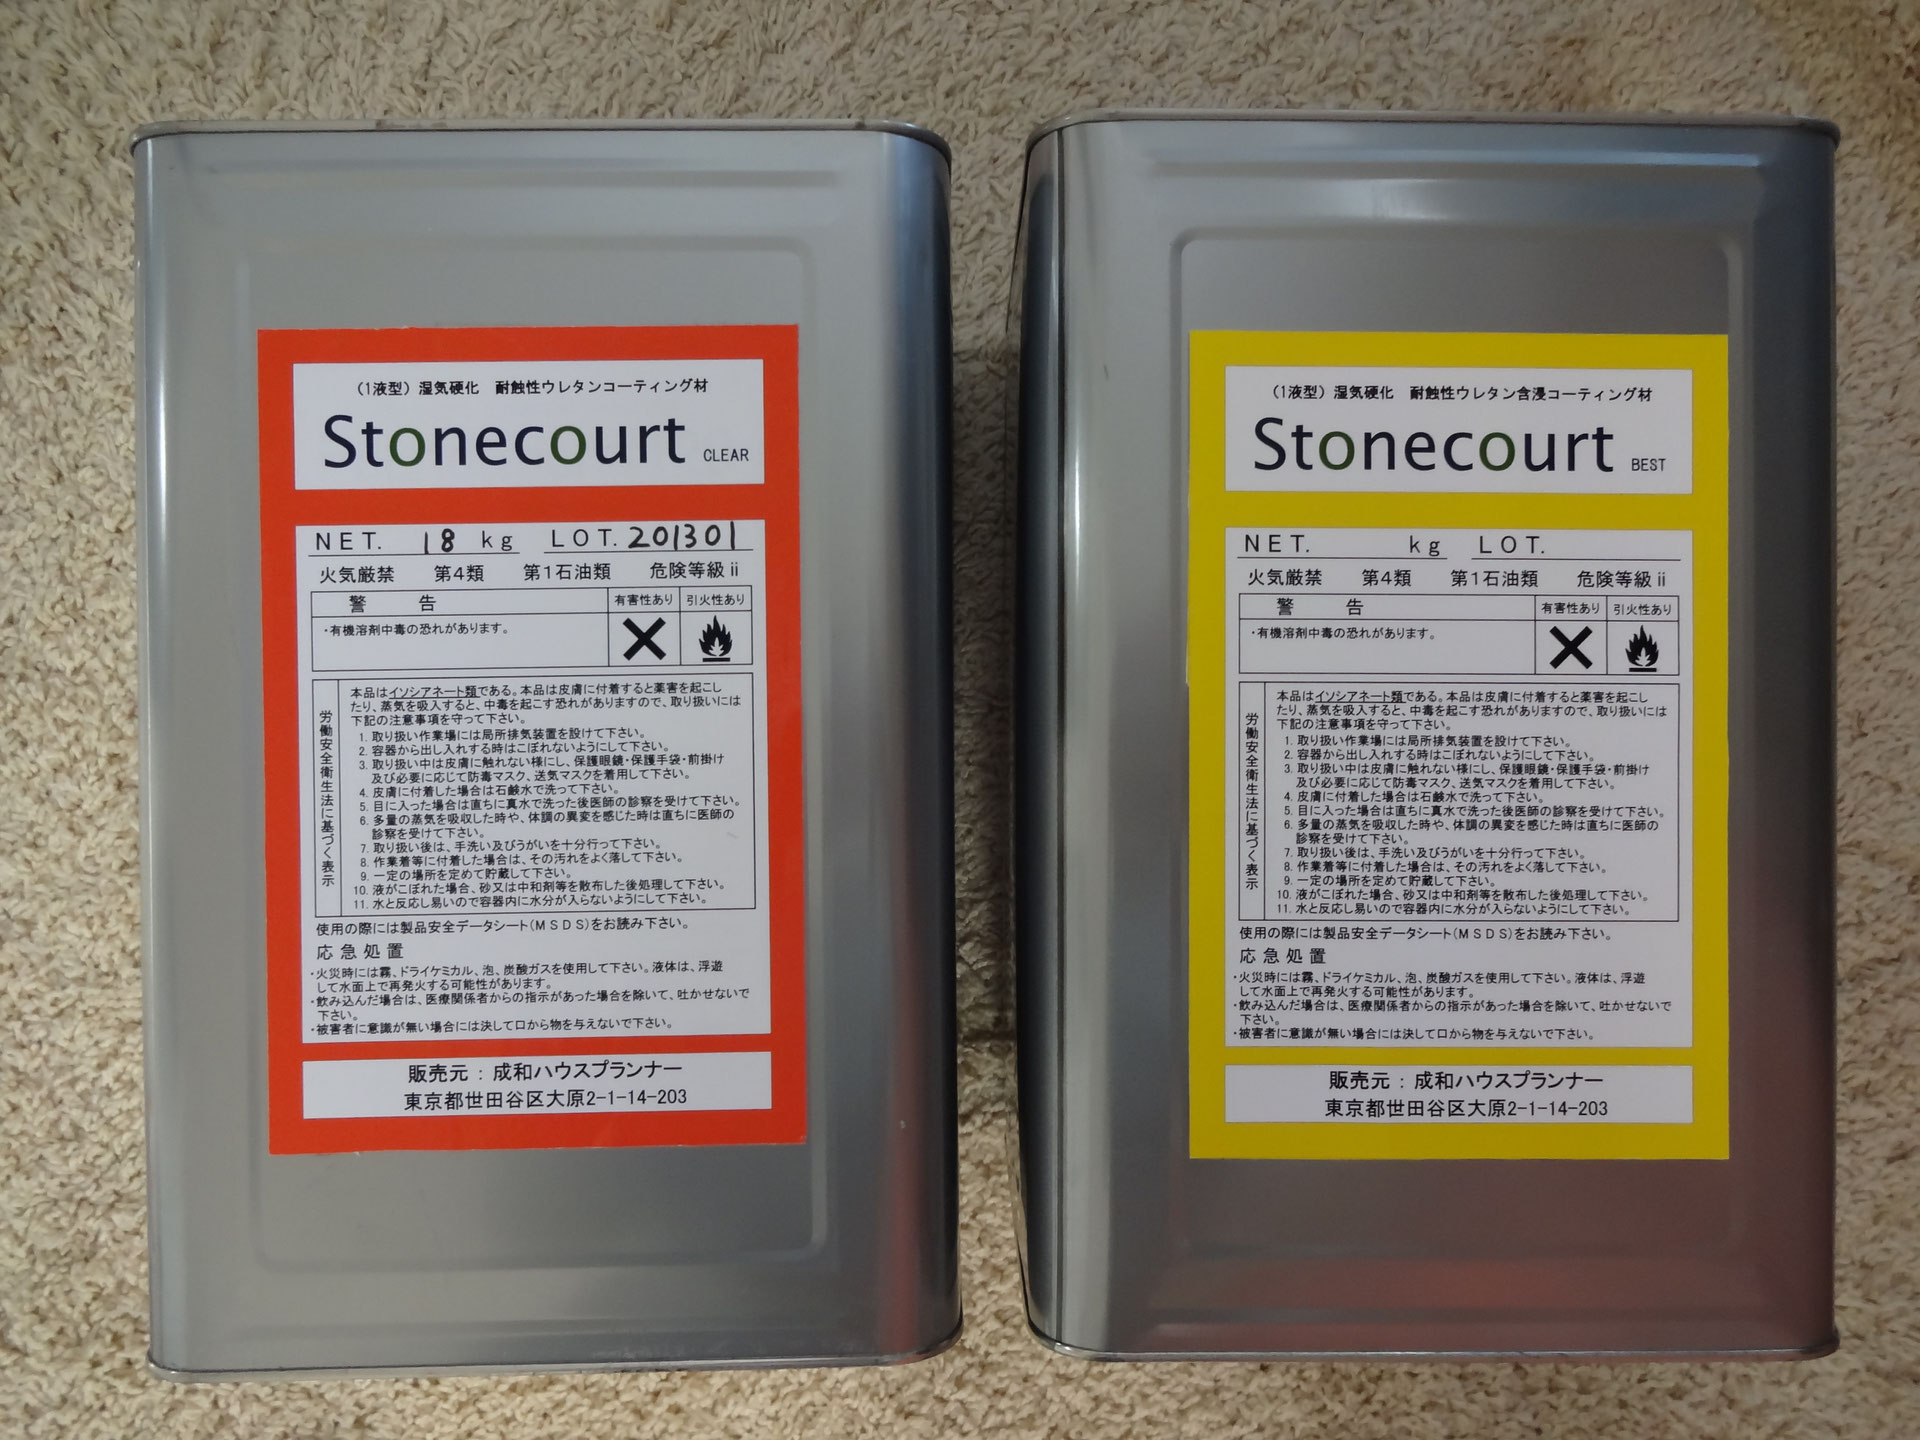 （1液型）湿気硬化　耐蝕性ウレタンコーティング材
Stonecourt CLEAR
NET. 18 kg LOT. 201301
火気厳禁　第4類　第1石油類　危険等級ii
警　告　有害性あり　引火性あり
・有機溶剤中毒の恐れがあります。
労働安全衛生法に基づく表示
本品はイソシアネート類である。本品は皮膚に付着すると薬害を起こし
たり、蒸気を吸入すると、中毒を起こす恐れがありますので、取り扱いには
下記の注意事項を守って下さい。
1. 取り扱い作業場には局所排気装置を設けて下さい。
2. 容器から出し入れする時はこぼれないようにして下さい。
3. 取り扱い中は皮膚に触れない様にし、保護眼鏡・保護手袋・前掛け
及び必要に応じて防毒マスク、送気マスクを着用して下さい。
4. 皮膚に付着した場合は石鹸水で洗って下さい。
5. 目に入った場合は直ちに真水で洗った後医師の診察を受けて下さい。
6. 多量の蒸気を吸収した時や、体調の異変を感じた時は直ちに医師の
診察を受けて下さい。
7. 取り扱い後は、手洗い及びうがいを十分行って下さい。
8. 作業着等に付着した場合は、その汚れをよく落して下さい。
9. 一定の場所を定めて貯蔵して下さい。
10. 液がこぼれた場合、砂又は中和剤等を散布した後処理して下さい。
11. 水と反応し易いので容器内に水分が入らないようにして下さい。
使用の際には製品安全データシート（ＭＳＤＳ）をお読み下さい。
応急処置
・火災時には霧、ドライケミカル、泡、炭酸ガスを使用して下さい。液体は、浮遊
して水面上で再発火する可能性があります。
・飲み込んだ場合は、医療関係者からの指示があった場合を除いて、吐かせないで
下さい。
・被害者に意識が無い場合には決して口から物を与えないで下さい。
販売元：成和ハウスプランナー
東京都世田谷区大原2-1-14-203
（1液型）湿気硬化　耐蝕性ウレタン含浸コーティング材
Stonecourt BEST
NET. kg LOT.
火気厳禁　第4類　第1石油類　危険等級ii
警　告　有害性あり　引火性あり
・有機溶剤中毒の恐れがあります。
労働安全衛生法に基づく表示
本品はイソシアネート類である。本品は皮膚に付着すると薬害を起こし
たり、蒸気を吸入すると、中毒を起こす恐れがありますので、取り扱いには
下記の注意事項を守って下さい。
1. 取り扱い作業場には局所排気装置を設けて下さい。
2. 容器から出し入れする時はこぼれないようにして下さい。
3. 取り扱い中は皮膚に触れない様にし、保護眼鏡・保護手袋・前掛け
及び必要に応じて防毒マスク、送気マスクを着用して下さい。
4. 皮膚に付着した場合は石鹸水で洗って下さい。
5. 目に入った場合は直ちに真水で洗った後医師の診察を受けて下さい。
6. 多量の蒸気を吸収した時や、体調の異変を感じた時は直ちに医師の
診察を受けて下さい。
7. 取り扱い後は、手洗い及びうがいを十分行って下さい。
8. 作業着等に付着した場合は、その汚れをよく落して下さい。
9. 一定の場所を定めて貯蔵して下さい。
10. 液がこぼれた場合、砂又は中和剤等を散布した後処理して下さい。
11. 水と反応し易いので容器内に水分が入らないようにして下さい。
使用の際には製品安全データシート（ＭＳＤＳ）をお読み下さい。
応急処置
・火災時には霧、ドライケミカル、泡、炭酸ガスを使用して下さい。液体は、浮遊
して水面上で再発火する可能性があります。
・飲み込んだ場合は、医療関係者からの指示があった場合を除いて、吐かせないで
下さい。
・被害者に意識が無い場合には決して口から物を与えないで下さい。
販売元：成和ハウスプランナー
東京都世田谷区大原2-1-14-203